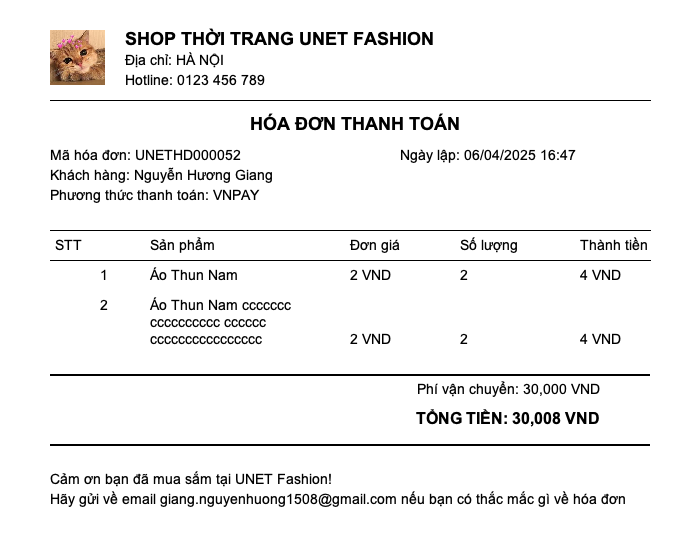 SHOP THỜI TRANG UNET FASHION
Địa chỉ: HÀ NỘI
Hotline: 0123 456 789
HÓA ĐƠN THANH TOÁN
Mã hóa đơn: UNETHD000052 Ngày lập: 06/04/2025 16:47
Khách hàng: Nguyễn Hương Giang
Phương thức thanh toán: VNPAY
STT Sản phẩm Đơn giá Số lượng Thành tiền
1 Áo Thun Nam 2 VND 2 4 VND
2 Áo Thun Nam ccccccc
cccccccccc cccccc
cccccccccccccccc 2 VND 2 4 VND
Phí vận chuyển: 30,000 VND
TỔNG TIỀN: 30,008 VND
Cảm ơn bạn đã mua sắm tại UNET Fashion!
Hãy gửi về email giang.nguyenhuong1508@gmail.com nếu bạn có thắc mắc gì về hóa đơn